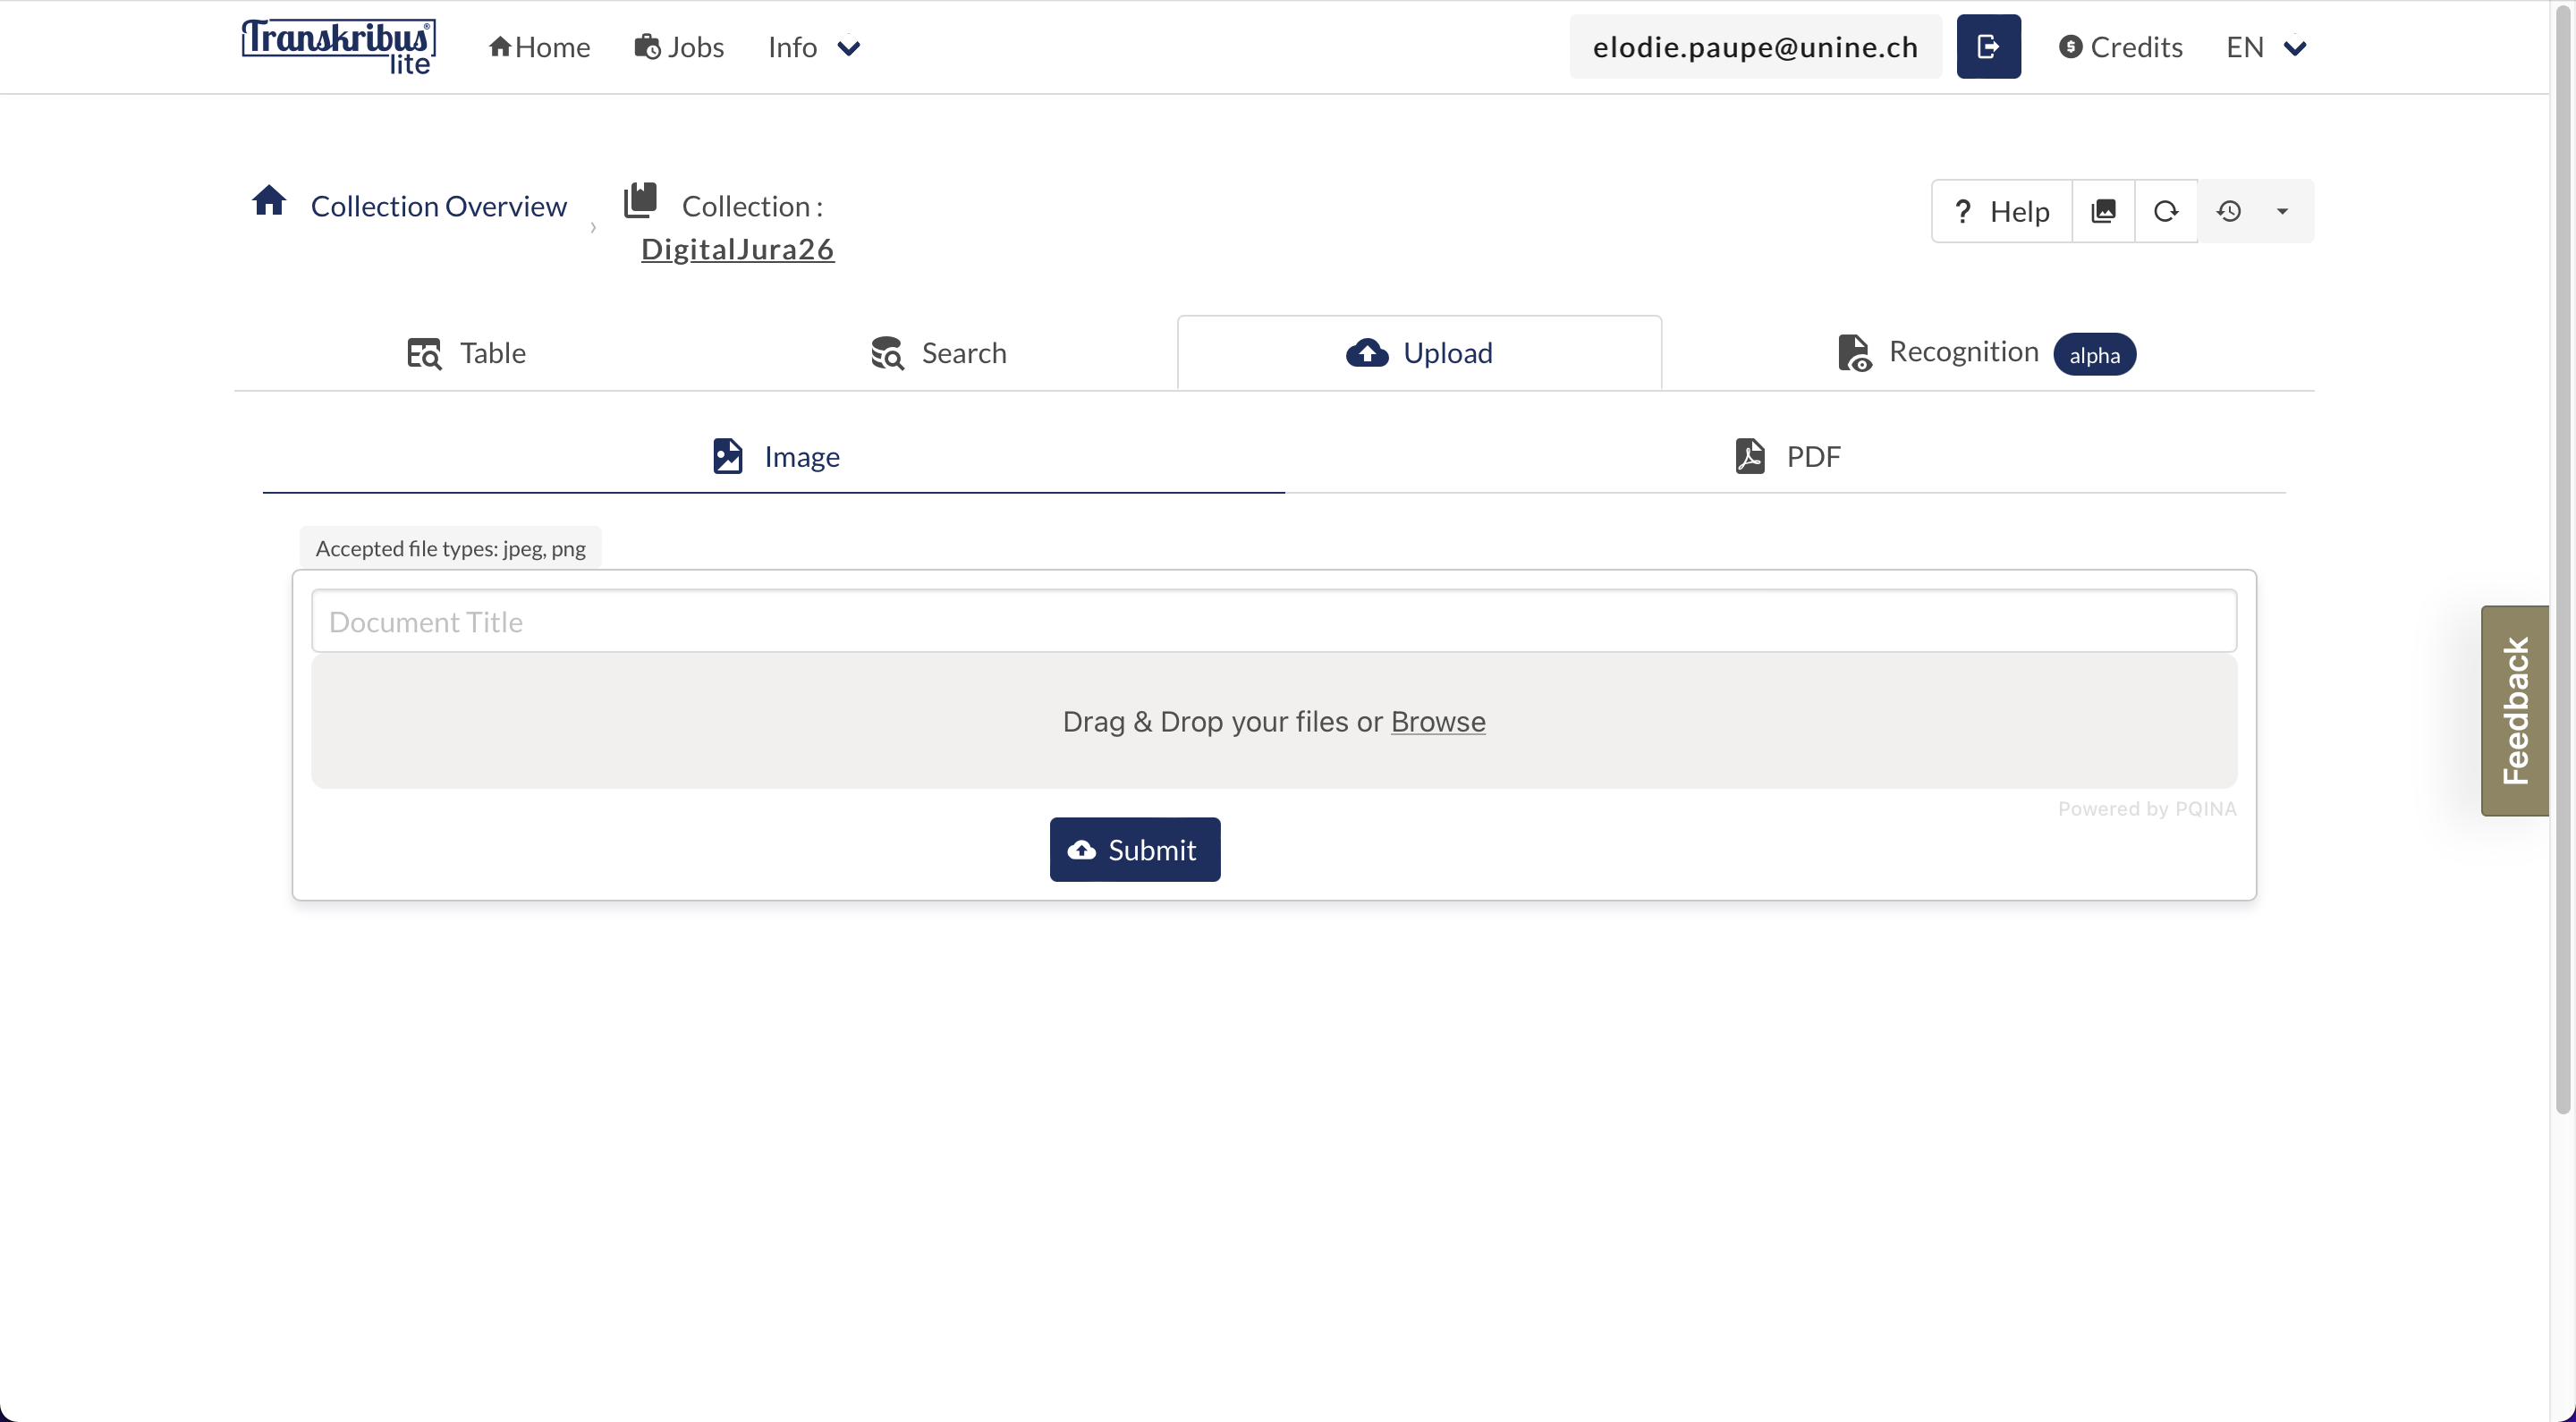 Transkribus®
lite
Home
Jobs
Info
elodie.paupe@unine.ch
Credits
EN
Collection Overview
›
Collection :
DigitalJura26
? Help
Table
Search
Upload
Recognition
alpha
Image
PDF
Accepted file types: jpeg, png
Document Title
Drag & Drop your files or Browse
Powered by PQINA
Submit
Feedback